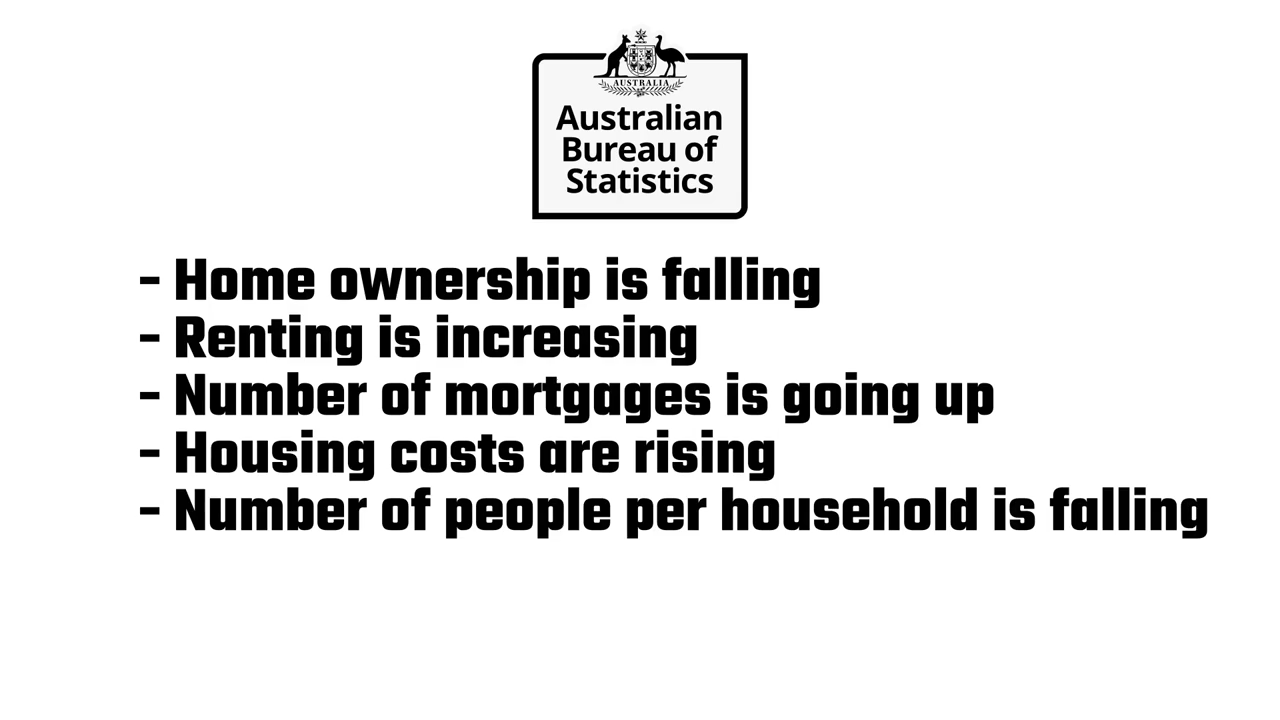 AUSTRALIA
Australian
Bureau of
Statistics
- Home ownership is falling
- Renting is increasing
- Number of mortgages is going up
- Housing costs are rising
- Number of people per household is falling